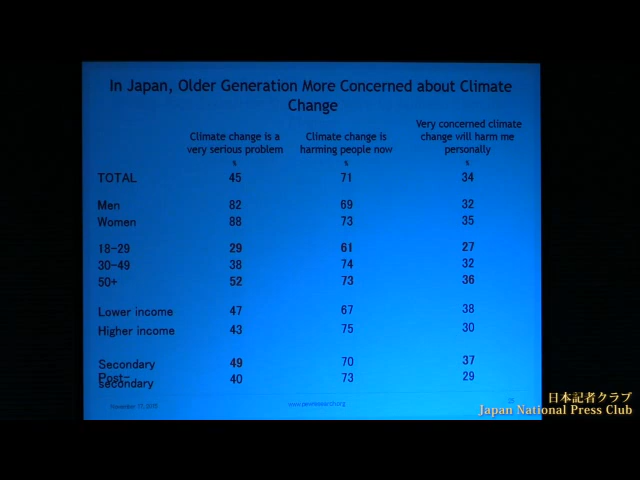 In Japan, Older Generation More Concerned about Climate
Change
Climate change is a very serious problem Climate change is harming people now Very concerned climate change will harm me personally
% % %
TOTAL 45 71 34
Men 82 69 32
Women 88 73 35
18-29 29 61 27
30-49 38 74 32
50+ 52 73 36
Lower income 47 67 38
Higher income 43 75 30
Secondary 49 70 37
Post-secondary 40 73 29
www.pewresearch.org
日本記者クラブ
Japan National Press Club